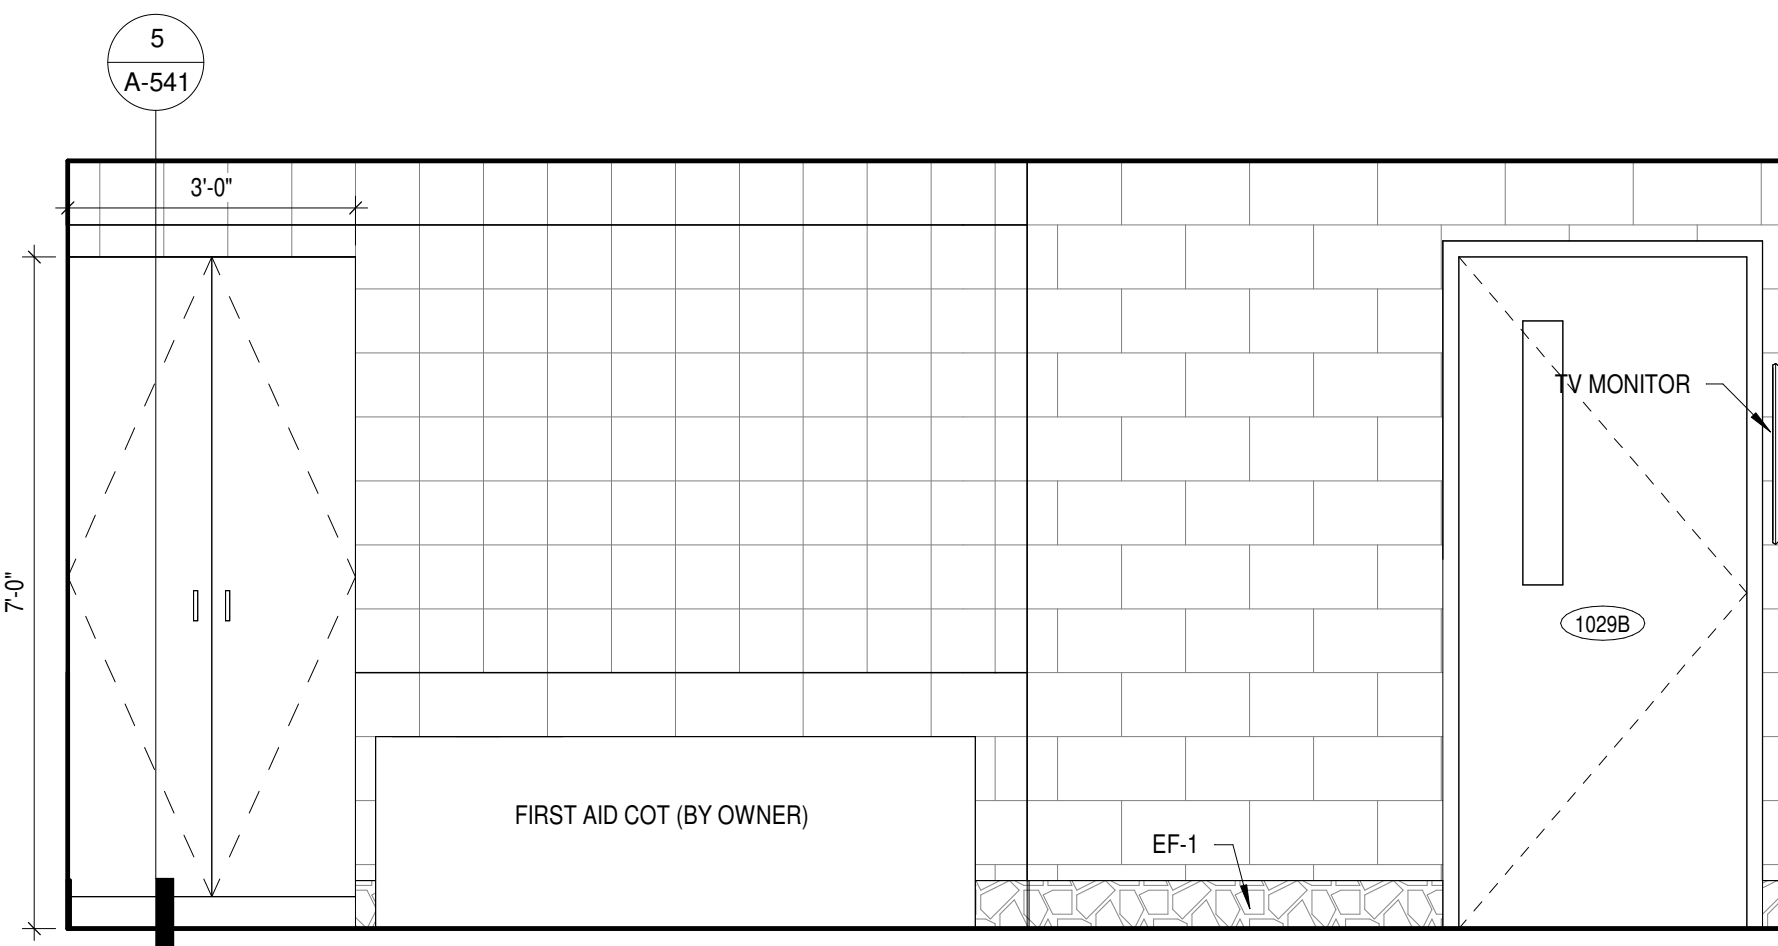 5
A-541
3'-0"
7'-0"
TV MONITOR
1029B
FIRST AID COT (BY OWNER)
EF-1